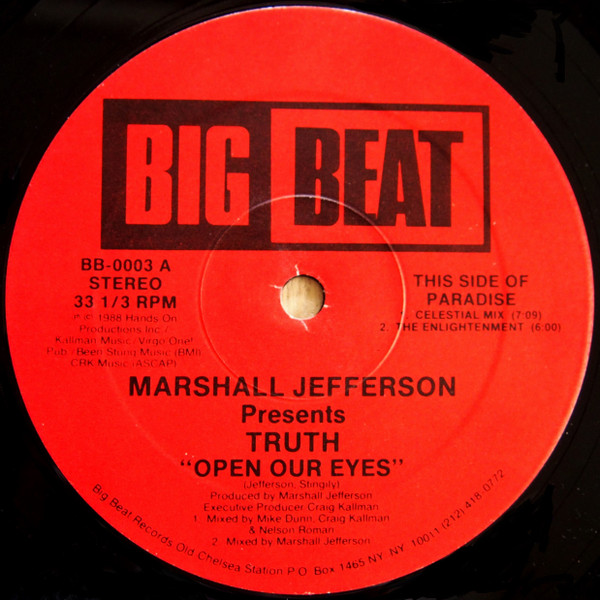 BIG BEAT
BB-0003 A
STEREO
33 1/3 RPM
℗ © 1988 Hands On
Productions Inc./
Kallman Music/Virgo One!
Pub./Been Stung Music (BMI)
CRK Music (ASCAP)
THIS SIDE OF
PARADISE
1. CELESTIAL MIX (7:09)
2. THE ENLIGHTENMENT (6:00)
MARSHALL JEFFERSON
Presents
TRUTH
"OPEN OUR EYES"
(Jefferson, Stingily)
Produced by Marshall Jefferson
Executive Producer Craig Kallman
1. Mixed by Mike Dunn, Craig Kallman
& Nelson Roman
2. Mixed by Marshall Jefferson
Big Beat Records Old Chelsea Station P.O. Box 1465 NY, NY 10011 (212) 418-0772